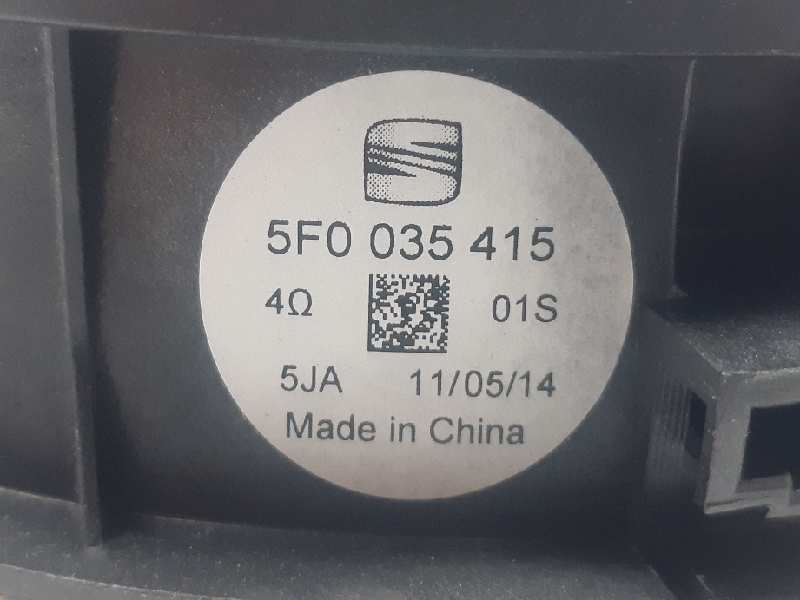 5F0 035 415
4Ω 01S
5JA 11/05/14
Made in China